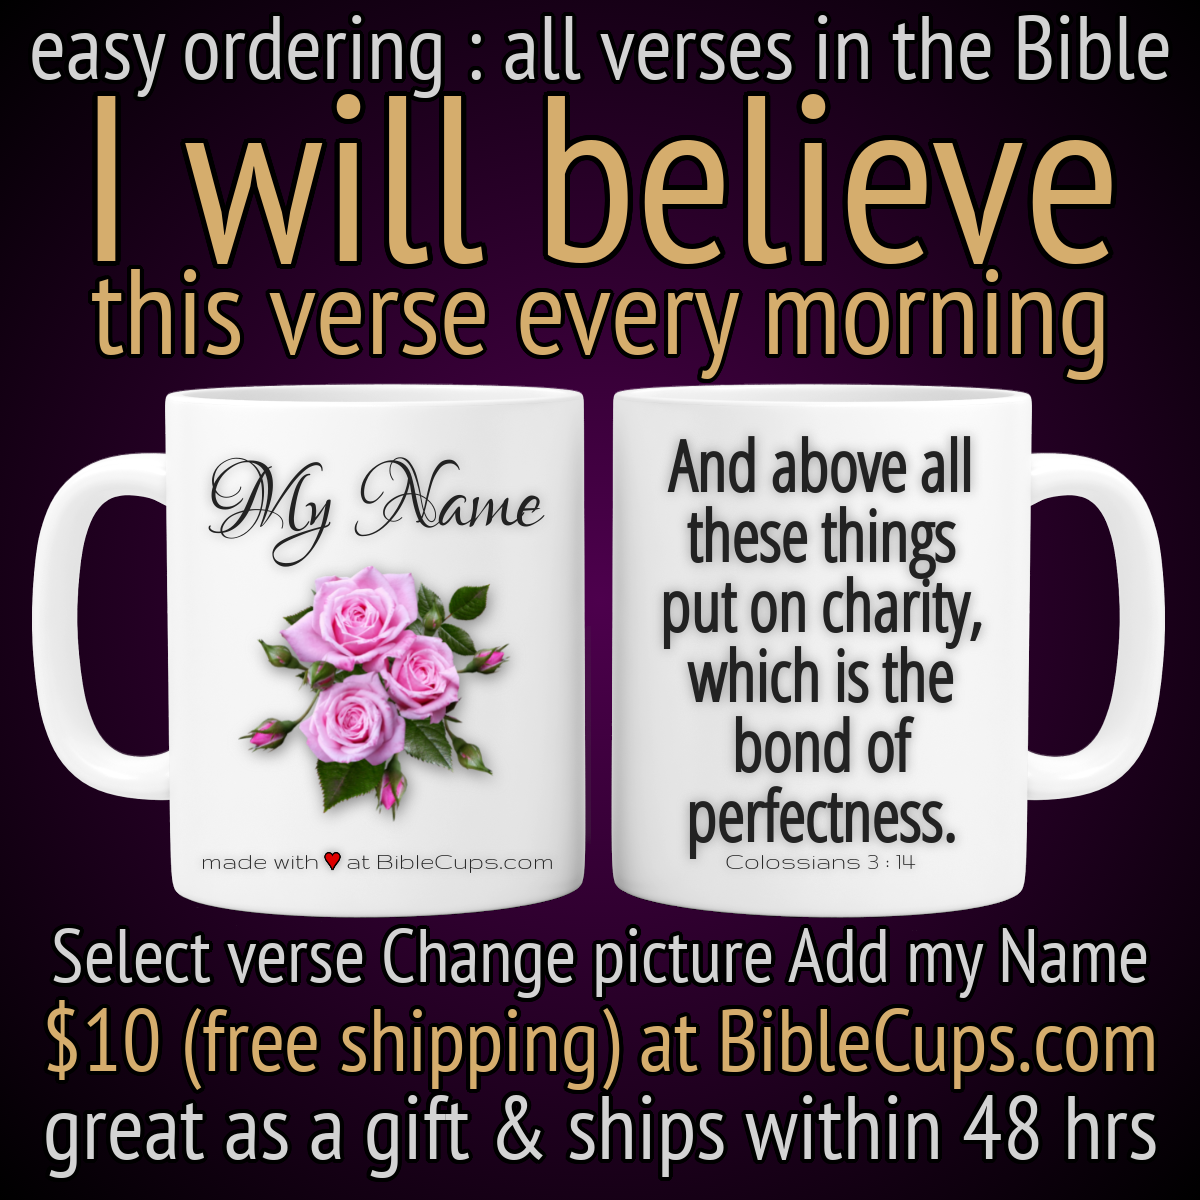 easy ordering : all verses in the Bible
I will believe
this verse every morning
My Name
made with ♥ at BibleCups.com
And above all
these things
put on charity,
which is the
bond of
perfectness.
Colossians 3 : 14
Select verse Change picture Add my Name
$10 (free shipping) at BibleCups.com
great as a gift & ships within 48 hrs